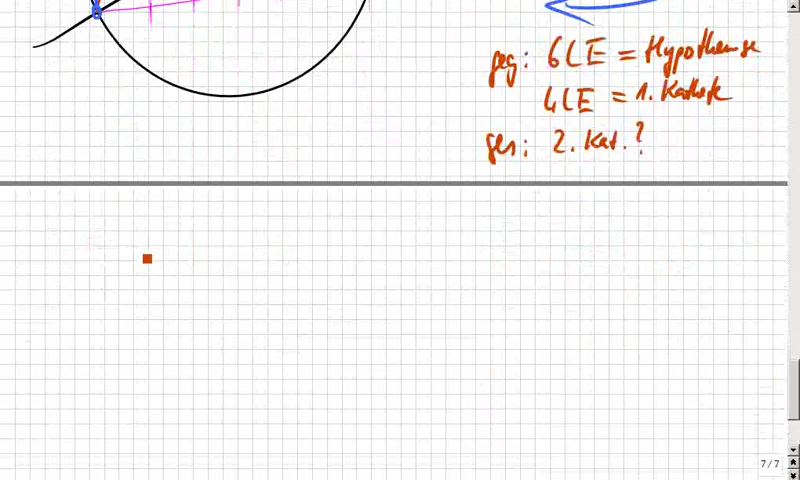 geg: 6LE = Hypothenuse
4LE = 1. Kathete
ges: 2. Kat.?
7/7